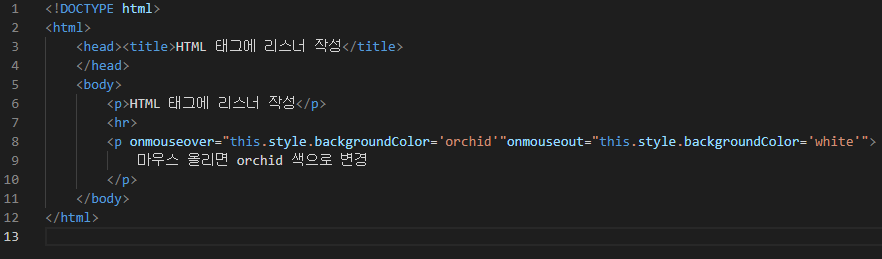 1 <!DOCTYPE html>
2 <html>
3 <head><title>HTML 태그에 리스너 작성</title>
4 </head>
5 <body>
6 <p>HTML 태그에 리스너 작성</p>
7 <hr>
8 <p onmouseover="this.style.backgroundColor='orchid'"onmouseout="this.style.backgroundColor='white'">
9 마우스 올리면 orchid 색으로 변경
10 </p>
11 </body>
12 </html>
13